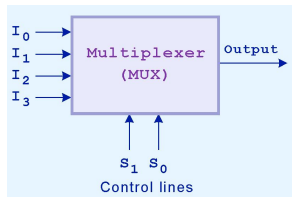 I0
I1
I2
I3
Multiplexer
(MUX)
Output
S1 S0
Control lines